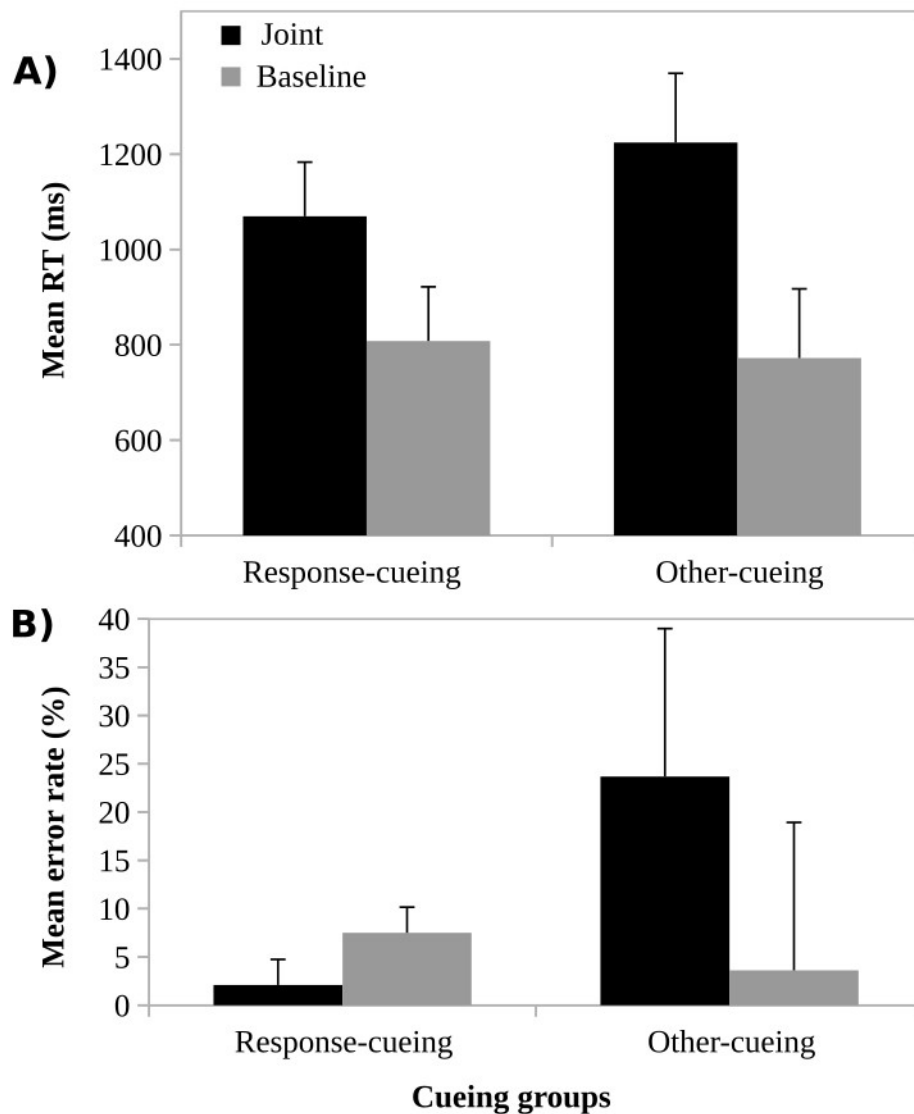 A)
Mean RT (ms)
1400
1200
1000
800
600
400
Joint
Baseline
Response-cueing Other-cueing
B)
Mean error rate (%)
40
35
30
25
20
15
10
5
0
Response-cueing Other-cueing
Cueing groups